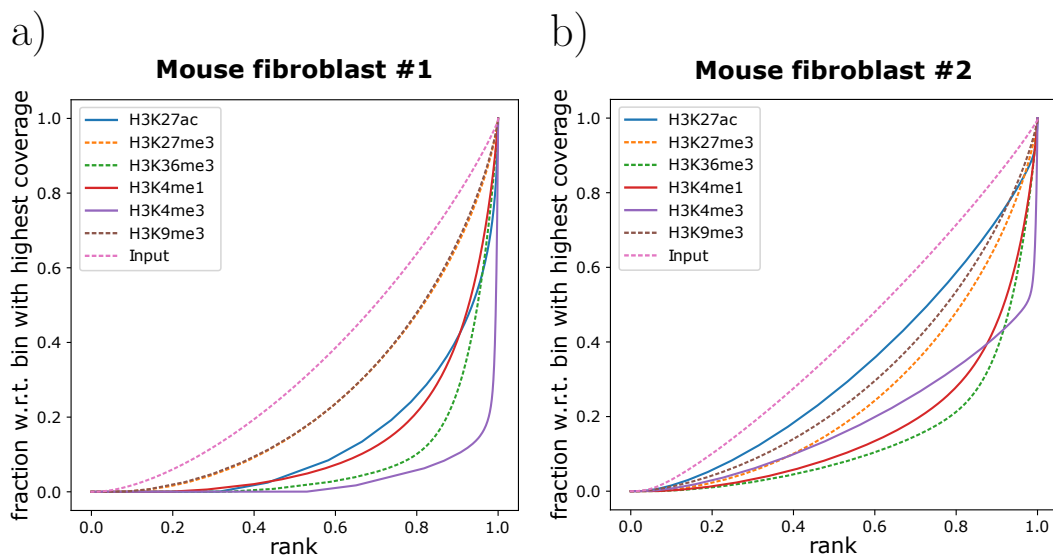 a)
Mouse fibroblast #1
fraction w.r.t. bin with highest coverage
1.0
0.8
0.6
0.4
0.2
0.0
H3K27ac
H3K27me3
H3K36me3
H3K4me1
H3K4me3
H3K9me3
Input
0.0 0.2 0.4 0.6 0.8 1.0
rank
b)
Mouse fibroblast #2
fraction w.r.t. bin with highest coverage
1.0
0.8
0.6
0.4
0.2
0.0
H3K27ac
H3K27me3
H3K36me3
H3K4me1
H3K4me3
H3K9me3
Input
0.0 0.2 0.4 0.6 0.8 1.0
rank